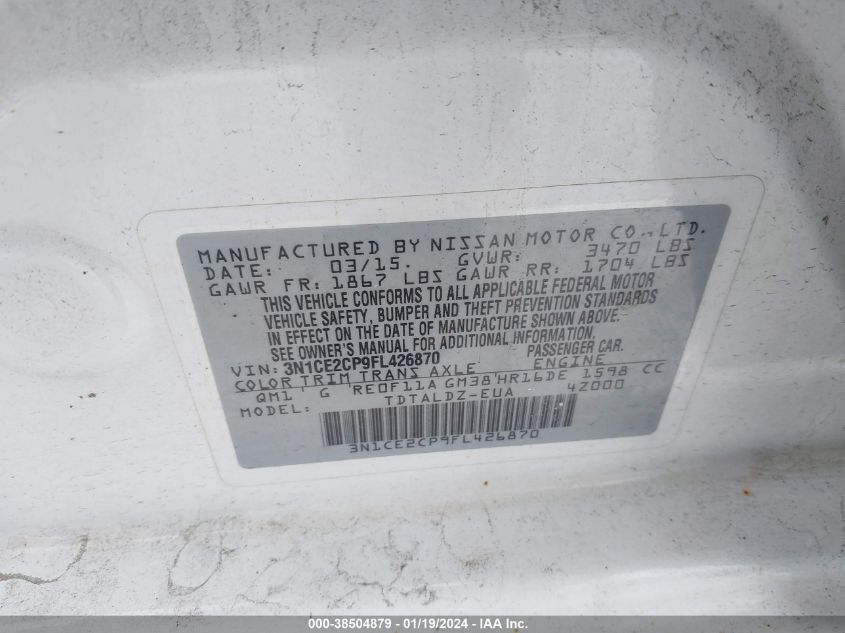 MANUFACTURED BY NISSAN MOTOR CO.,LTD.
DATE: 03/15. GVWR: 3470 LBS
GAWR FR: 1867 LBS GAWR RR: 1704 LBS
THIS VEHICLE CONFORMS TO ALL APPLICABLE FEDERAL MOTOR
VEHICLE SAFETY, BUMPER AND THEFT PREVENTION STANDARDS
IN EFFECT ON THE DATE OF MANUFACTURE SHOWN ABOVE.
SEE OWNER'S MANUAL FOR ADDITIONAL INFORMATION.
VIN: 3N1CE2CP9FL426870 PASSENGER CAR.
COLOR TRIM TRANS AXLE ENGINE
QM1 G RE0F11A GM38 HR16DE 1598 CC
MODEL: TDTALDZ-EUA 4Z000
3N1CE2CP9FL426870
000-38504879 - 01/19/2024 - IAA Inc.